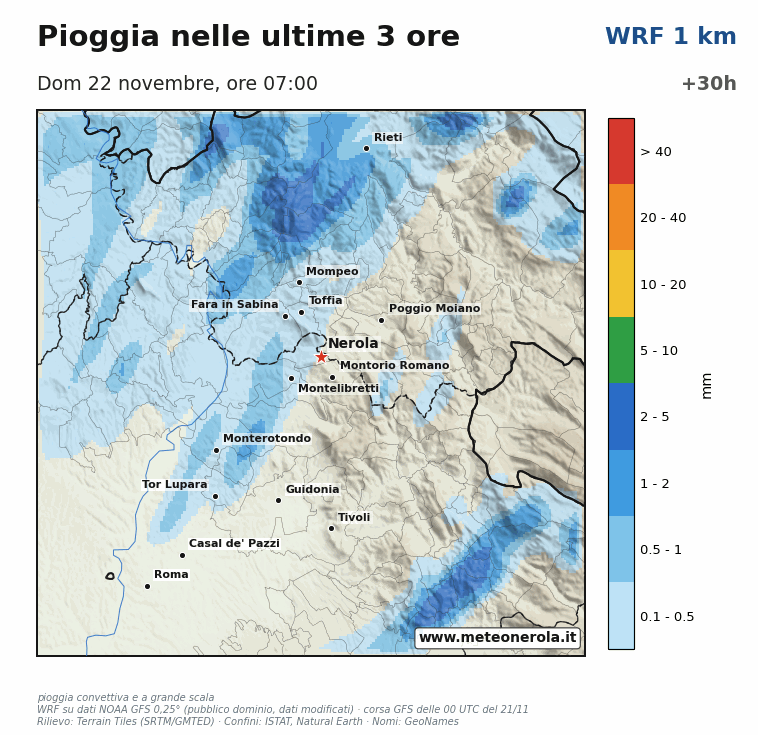 Pioggia nelle ultime 3 ore
WRF 1 km
Dom 22 novembre, ore 07:00
+30h
Rieti
Mompeo
Fara in Sabina
Toffia
Poggio Moiano
Nerola
Montorio Romano
Montelibretti
Monterotondo
Tor Lupara
Guidonia
Tivoli
Casal de' Pazzi
Roma
www.meteonerola.it
> 40
20 - 40
10 - 20
5 - 10
2 - 5
1 - 2
0.5 - 1
0.1 - 0.5
mm
pioggia convettiva e a grande scala
WRF su dati NOAA GFS 0,25° (pubblico dominio, dati modificati) · corsa GFS delle 00 UTC del 21/11
Rilievo: Terrain Tiles (SRTM/GMTED) · Confini: ISTAT, Natural Earth · Nomi: GeoNames